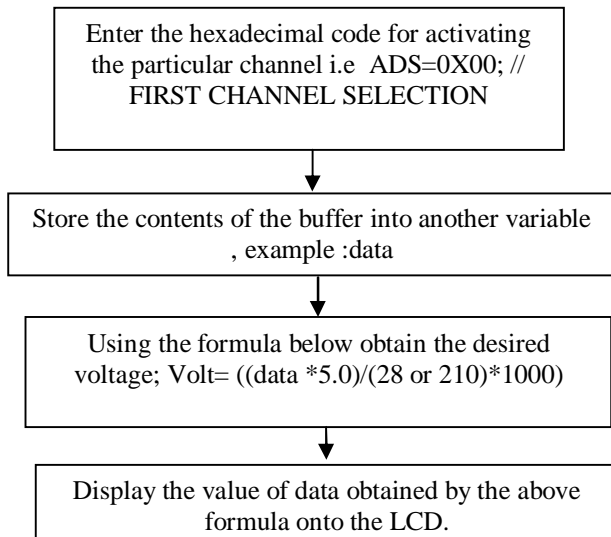 Enter the hexadecimal code for activating
the particular channel i.e  ADS=0X00; //
FIRST CHANNEL SELECTION
Store the contents of the buffer into another variable
, example :data
Using the formula below obtain the desired
voltage; Volt= ((data *5.0)/(28 or 210)*1000)
Display the value of data obtained by the above
formula onto the LCD.